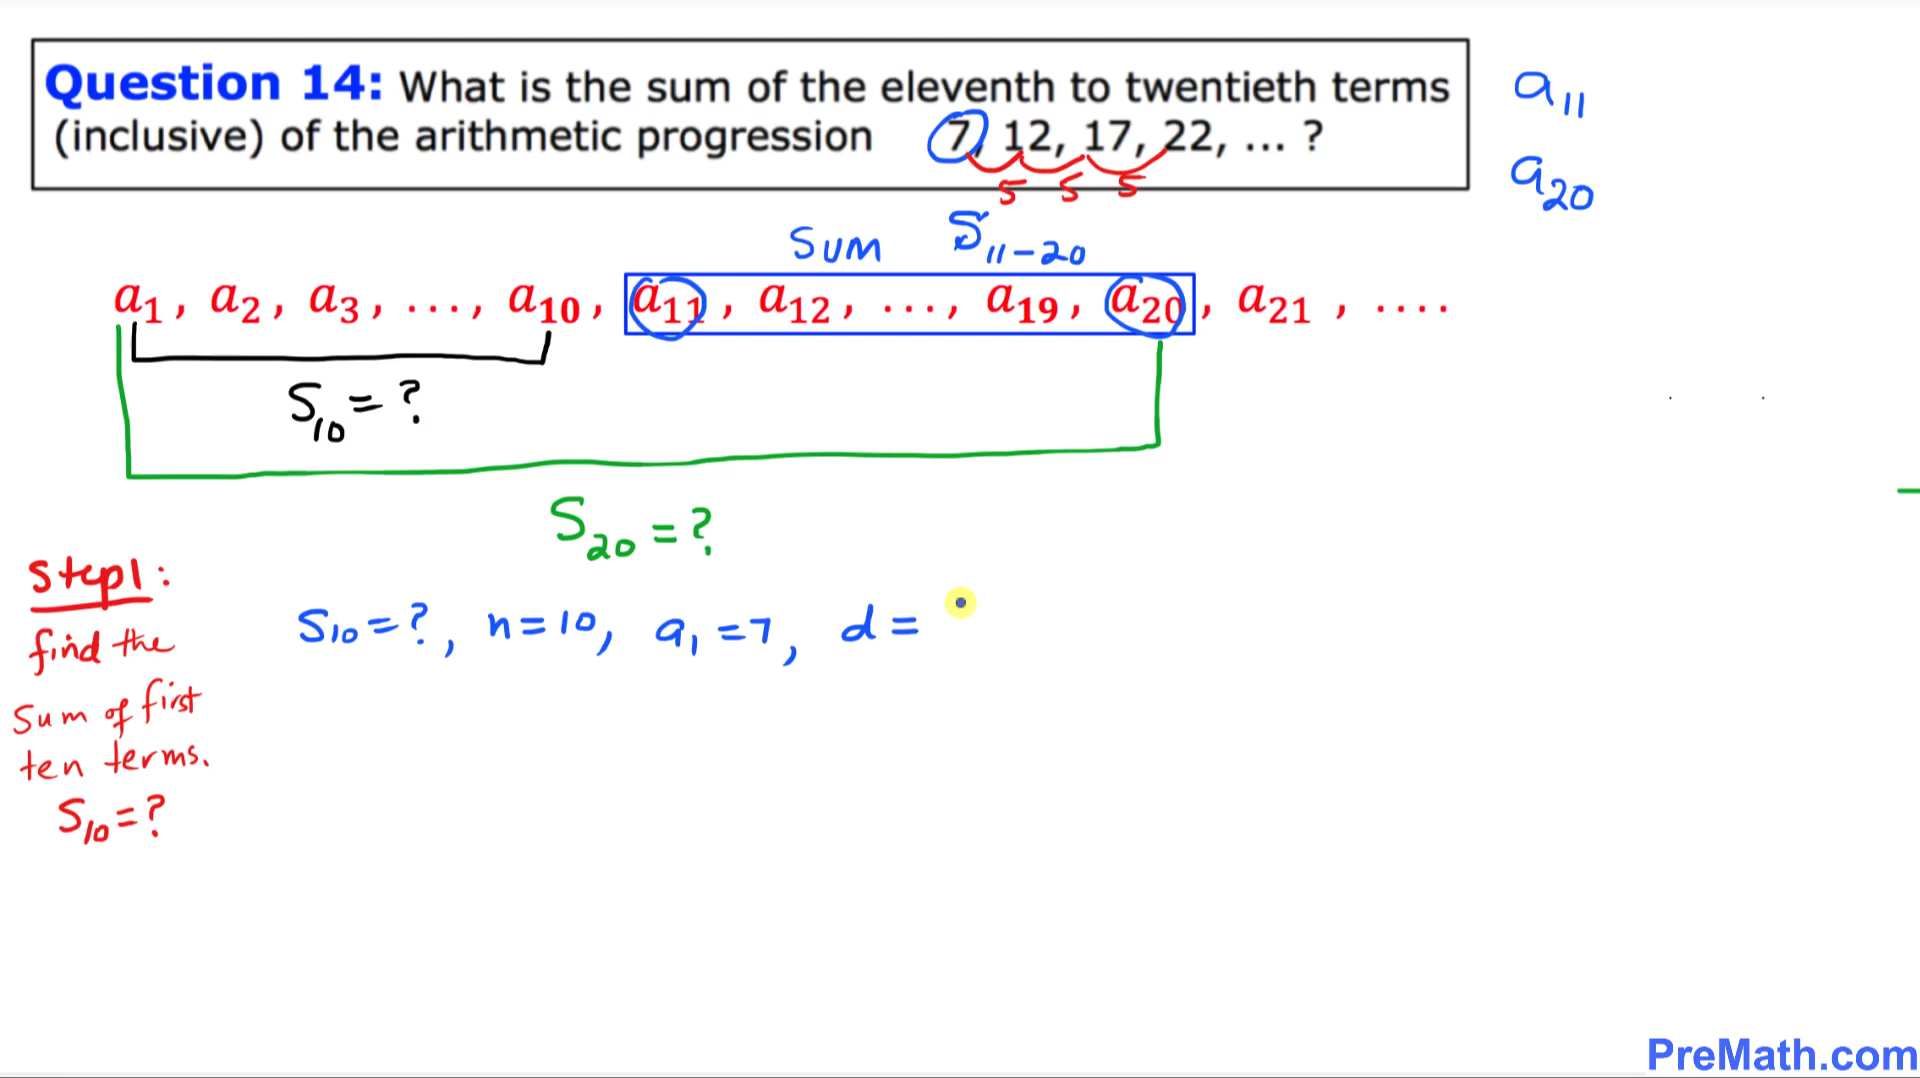 Question 14: What is the sum of the eleventh to twentieth terms
(inclusive) of the arithmetic progression 7, 12, 17, 22, ... ?
a₁₁
a₂₀
5 5 5
SUM S₁₁₋₂₀
a₁, a₂, a₃, ..., a₁₀, a₁₁, a₁₂, ..., a₁₉, a₂₀, a₂₁, ....
S₁₀ = ?
S₂₀ = ?
Step1:
find the
Sum of first
ten terms.
S₁₀ = ?
S₁₀ = ?, n = 10, a₁ = 7, d =
PreMath.com